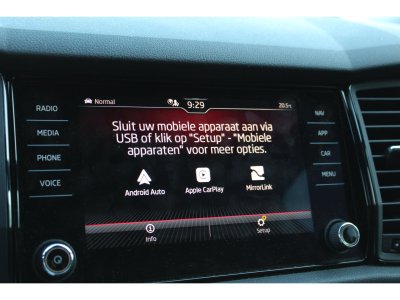 RADIO
MEDIA
PHONE
VOICE
Normal
9:29
20.5°C
Sluit uw mobiele apparaat aan via
USB of klik op "Setup" - "Mobiele
apparaten" voor meer opties.
Android Auto
Apple CarPlay
MirrorLink
Info
Setup
NAV
APP
CAR
MENU